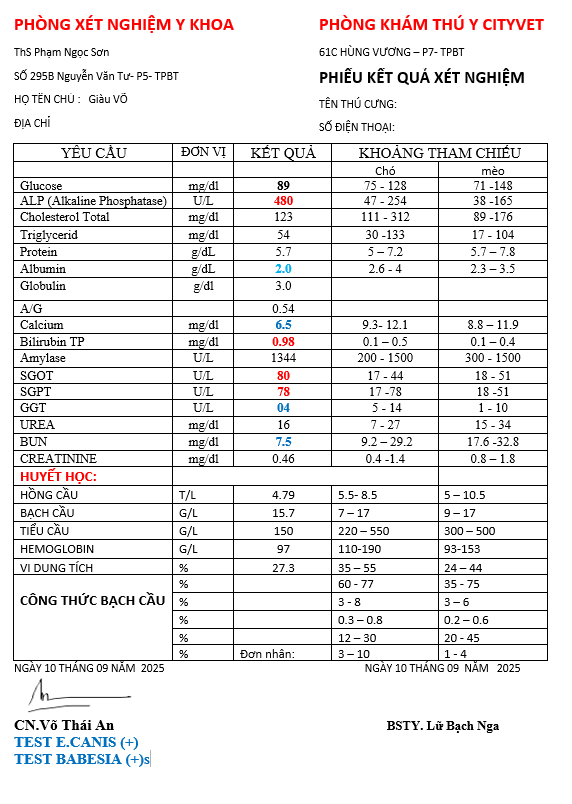 PHÒNG XÉT NGHIỆM Y KHOA
PHÒNG KHÁM THÚ Y CITYVET
ThS Phạm Ngọc Sơn
61C HÙNG VƯƠNG – P7- TPBT
SỐ 295B Nguyễn Văn Tư- P5- TPBT
PHIẾU KẾT QUẢ XÉT NGHIỆM
HỌ TÊN CHỦ : Giàu VÕ
TÊN THÚ CƯNG:
ĐỊA CHỈ
SỐ ĐIỆN THOẠI:
YÊU CẦU ĐƠN VỊ KẾT QUẢ KHOẢNG THAM CHIẾU
Chó mèo
Glucose mg/dl 89 75 - 128 71 -148
ALP (Alkaline Phosphatase) U/L 480 47 - 254 38 -165
Cholesterol Total mg/dl 123 111 - 312 89 -176
Triglycerid mg/dl 54 30 -133 17 - 104
Protein g/dL 5.7 5 – 7.2 5.7 – 7.8
Albumin g/dL 2.0 2.6 - 4 2.3 – 3.5
Globulin g/dl 3.0
A/G 0.54
Calcium mg/dl 6.5 9.3- 12.1 8.8 – 11.9
Bilirubin TP mg/dl 0.98 0.1 – 0.5 0.1 – 0.4
Amylase U/L 1344 200 - 1500 300 - 1500
SGOT U/L 80 17 - 44 18 - 51
SGPT U/L 78 17 -78 18 -51
GGT U/L 04 5 - 14 1 - 10
UREA mg/dl 16 7 - 27 15 - 34
BUN mg/dl 7.5 9.2 – 29.2 17.6 -32.8
CREATININE mg/dl 0.46 0.4 -1.4 0.8 – 1.8
HUYẾT HỌC:
HỒNG CẦU T/L 4.79 5.5- 8.5 5 – 10.5
BẠCH CẦU G/L 15.7 7 – 17 9 – 17
TIỂU CẦU G/L 150 220 – 550 300 – 500
HEMOGLOBIN G/L 97 110-190 93-153
VI DUNG TÍCH % 27.3 35 – 55 24 – 44
CÔNG THỨC BẠCH CẦU % 60 - 77 35 - 75
% 3 - 8 3 – 6
% 0.3 – 0.8 0.2 – 0.6
% 12 – 30 20 - 45
% Đơn nhân: 3 – 10 1 - 4
NGÀY 10 THÁNG 09 NĂM 2025
NGÀY 10 THÁNG 09 NĂM 2025
CN.Võ Thái An
BSTY. Lữ Bạch Nga
TEST E.CANIS (+)
TEST BABESIA (+)s